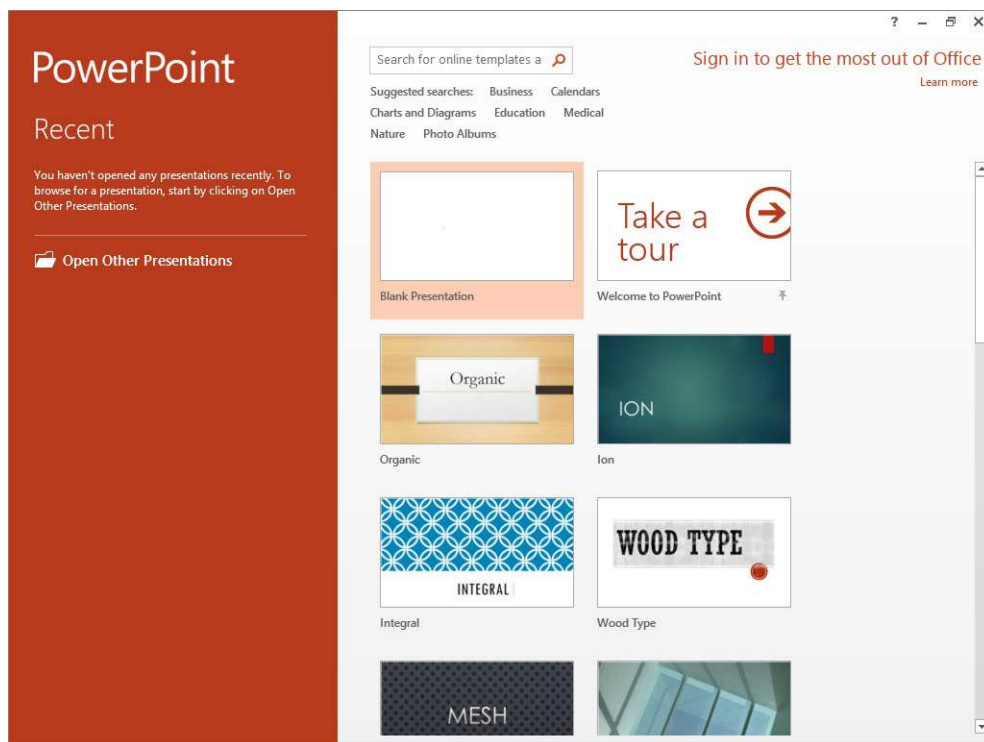 ?
PowerPoint
Recent
You haven't opened any presentations recently. To
browse for a presentation, start by clicking on Open
Other Presentations.
Open Other Presentations
Search for online templates a
Sign in to get the most out of Office
Learn more
Suggested searches: Business Calendars
Charts and Diagrams Education Medical
Nature Photo Albums
Take a
tour
Blank Presentation
Welcome to PowerPoint
Organic
ION
Organic
Ion
INTEGRAL
WOOD TYPE
Integral
Wood Type
MESH